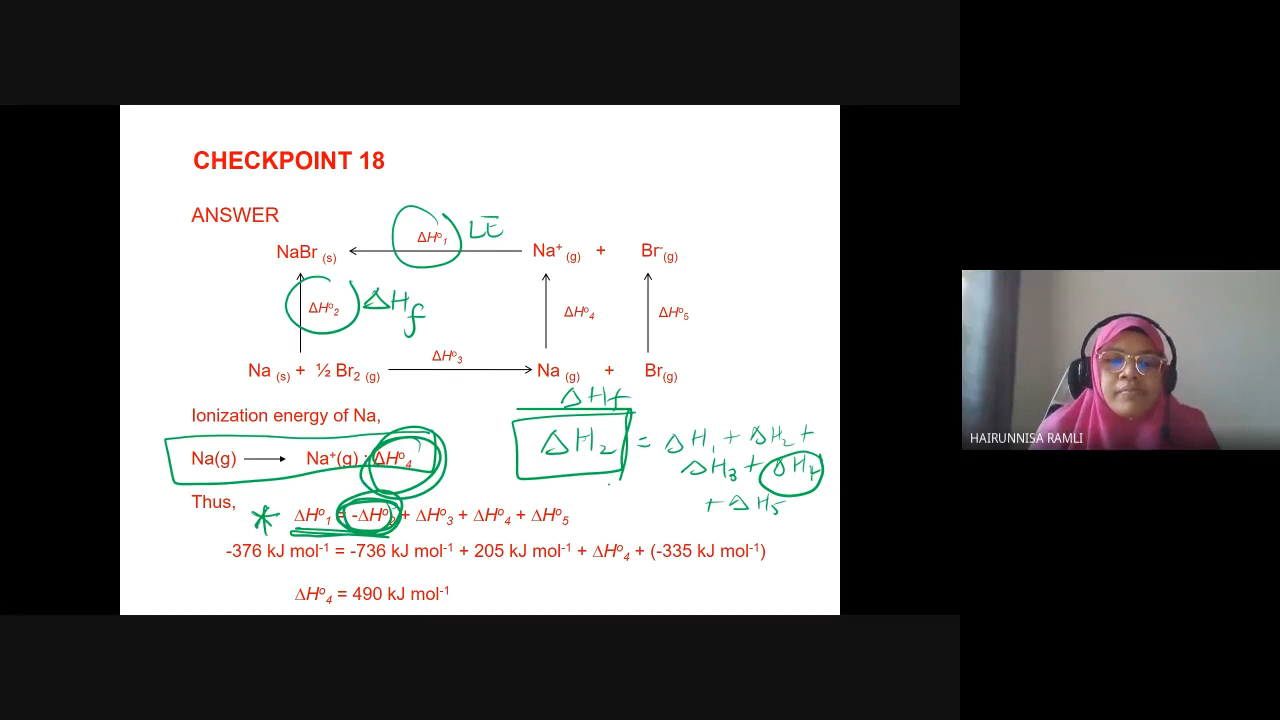 CHECKPOINT 18
ANSWER
ΔH°₁ LE
NaBr (s) Na⁺ (g) + Br⁻(g)
ΔH°₂ ΔHf ΔH°₄ ΔH°₅
ΔH°₃
Na (s) + ½ Br₂ (g) Na (g) + Br(g)
ΔHf
Ionization energy of Na,
ΔH₂ = ΔH₁ + ΔH₂ +
Na(g) ⟶ Na⁺(g) ; ΔH°₄
ΔH₃ + ΔH₄
+ ΔH₅
Thus,
* ΔH°₁ = -ΔH°₂ + ΔH°₃ + ΔH°₄ + ΔH°₅
-376 kJ mol⁻¹ = -736 kJ mol⁻¹ + 205 kJ mol⁻¹ + ΔH°₄ + (-335 kJ mol⁻¹)
ΔH°₄ = 490 kJ mol⁻¹
HAIRUNNISA RAMLI